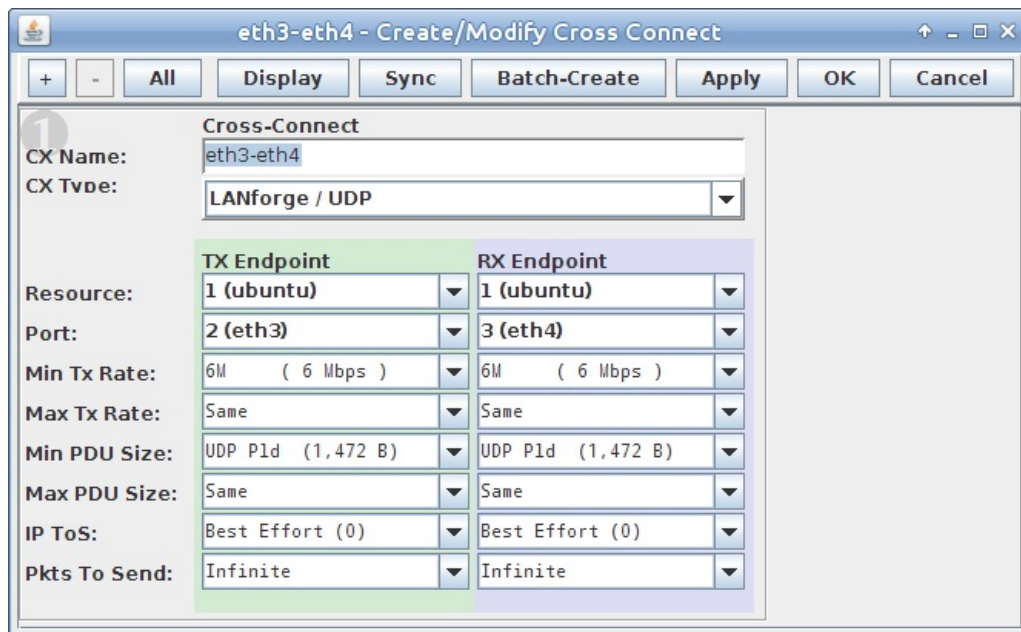 eth3-eth4 - Create/Modify Cross Connect
+ - All Display Sync Batch-Create Apply OK Cancel
1
Cross-Connect
CX Name: eth3-eth4
CX Type: LANforge / UDP
TX Endpoint RX Endpoint
Resource: 1 (ubuntu) 1 (ubuntu)
Port: 2 (eth3) 3 (eth4)
Min Tx Rate: 6M ( 6 Mbps ) 6M ( 6 Mbps )
Max Tx Rate: Same Same
Min PDU Size: UDP Pld (1,472 B) UDP Pld (1,472 B)
Max PDU Size: Same Same
IP ToS: Best Effort (0) Best Effort (0)
Pkts To Send: Infinite Infinite